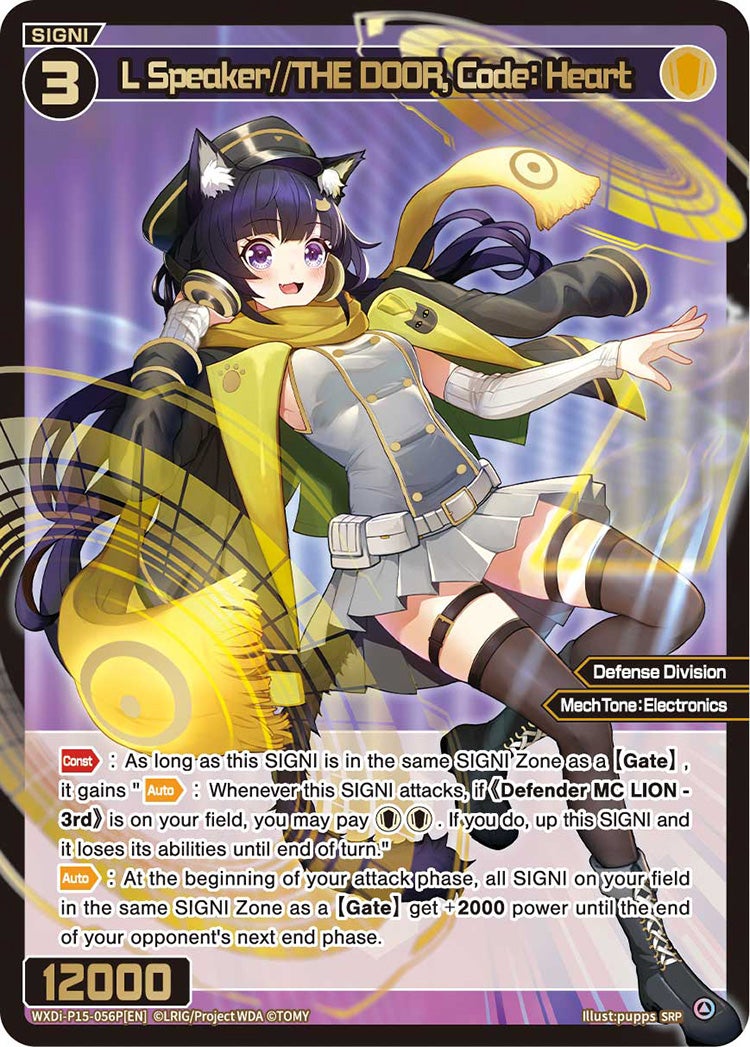 SIGNI
3
L Speaker//THE DOOR, Code: Heart
Defense Division
MechTone:Electronics
Const : As long as this SIGNI is in the same SIGNI Zone as a【Gate】,
it gains " Auto : Whenever this SIGNI attacks, if《Defender MC LION -
3rd》is on your field, you may pay . If you do, up this SIGNI and
it loses its abilities until end of turn."
Auto : At the beginning of your attack phase, all SIGNI on your field
in the same SIGNI Zone as a【Gate】get +2000 power until the end
of your opponent's next end phase.
12000
WXDi-P15-056P[EN] ©LRIG/Project WDA ©TOMY
Illust:pupps SRP